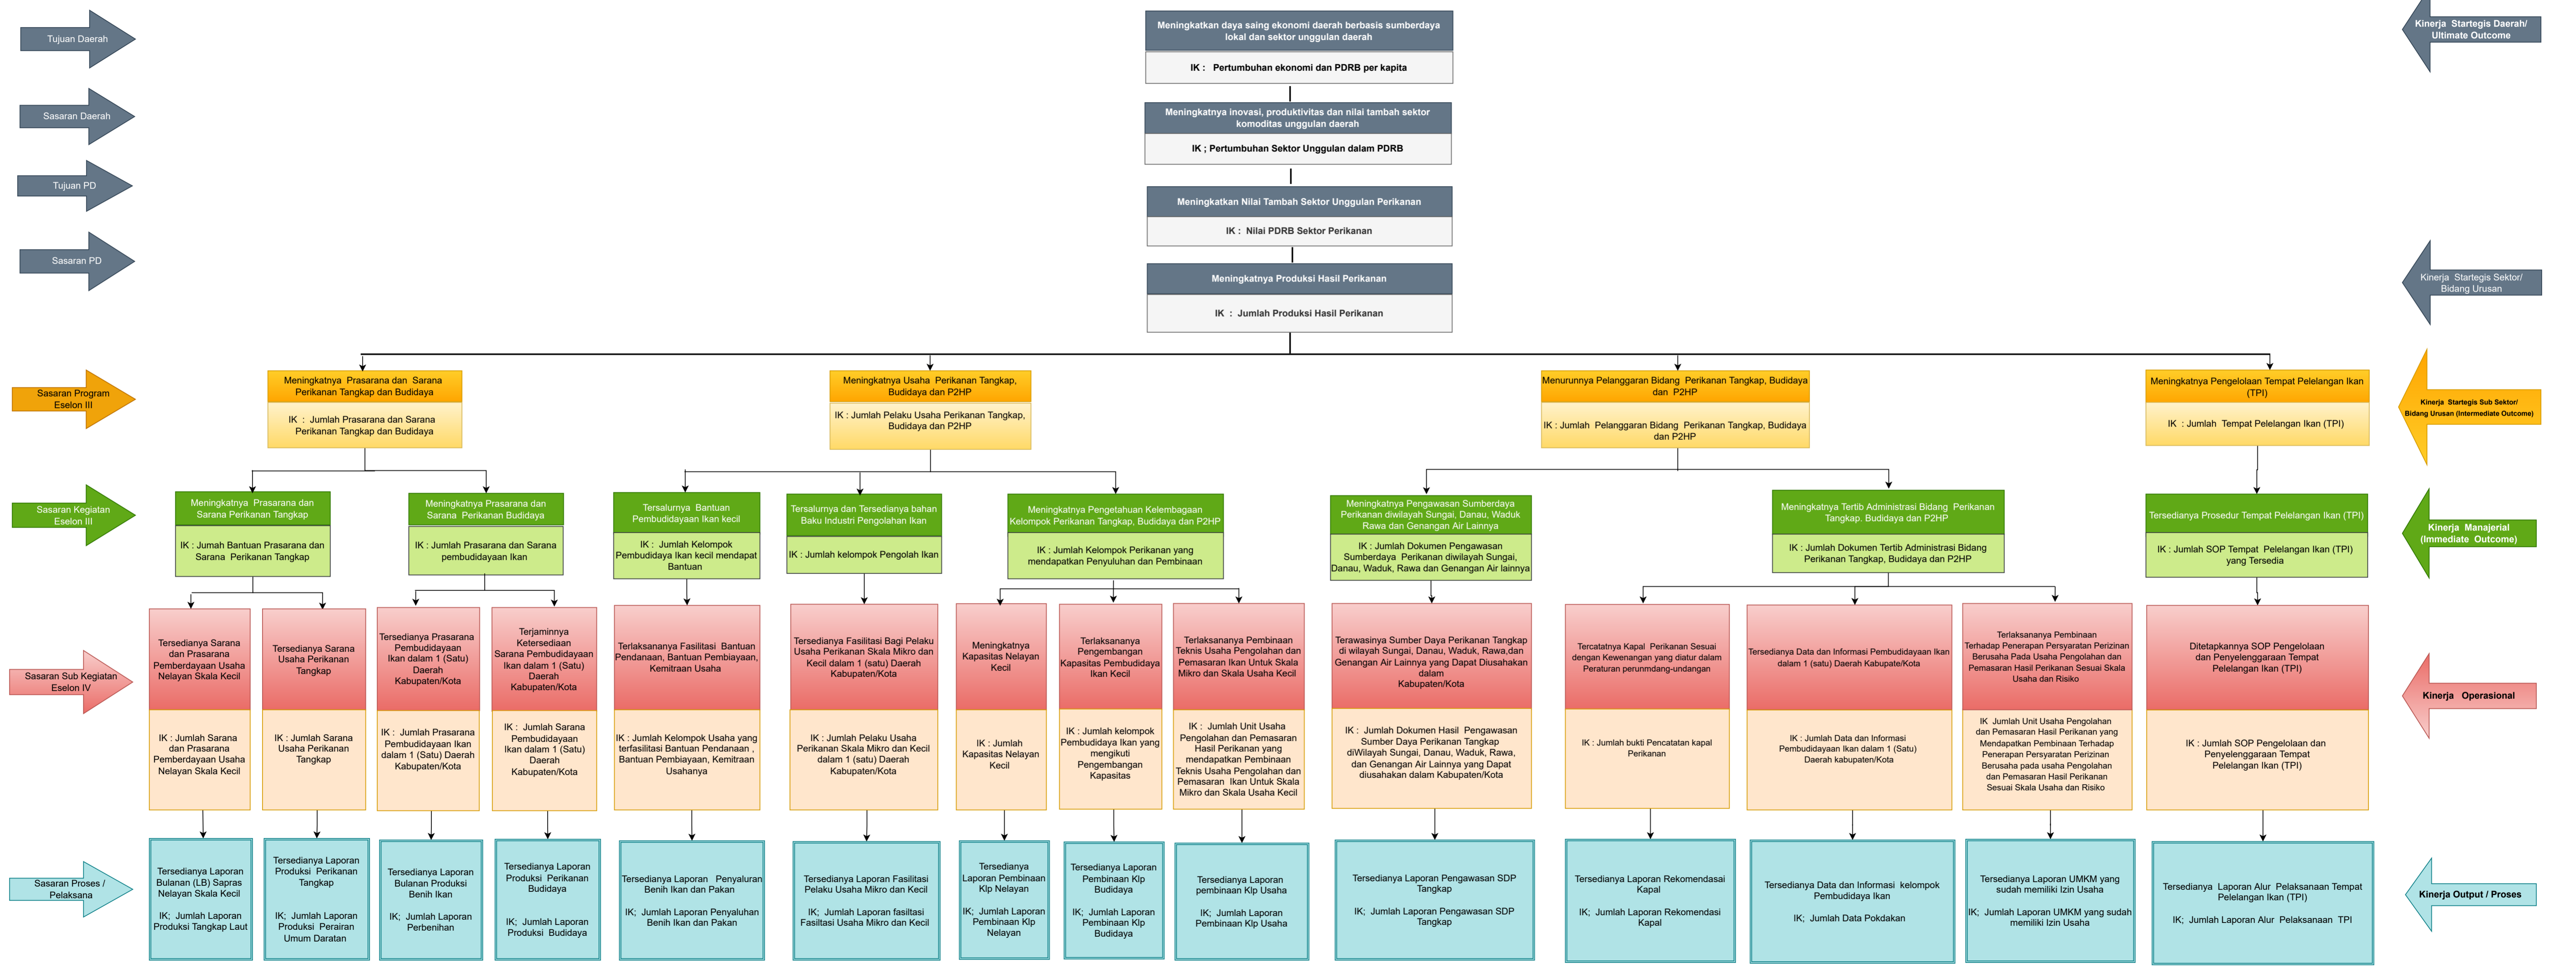 Tujuan Daerah
Meningkatkan daya saing ekonomi daerah berbasis sumberdaya
lokal dan sektor unggulan daerah
IK : Pertumbuhan ekonomi dan PDRB per kapita
Kinerja Startegis Daerah/
Ultimate Outcome
Sasaran Daerah
Meningkatnya inovasi, produktivitas dan nilai tambah sektor
komoditas unggulan daerah
IK ; Pertumbuhan Sektor Unggulan dalam PDRB
Tujuan PD
Meningkatkan Nilai Tambah Sektor Unggulan Perikanan
IK : Nilai PDRB Sektor Perikanan
Sasaran PD
Meningkatnya Produksi Hasil Perikanan
IK : Jumlah Produksi Hasil Perikanan
Kinerja Startegis Sektor/
Bidang Urusan
Sasaran Program
Eselon III
Meningkatnya Prasarana dan Sarana
Perikanan Tangkap dan Budidaya
IK : Jumlah Prasarana dan Sarana
Perikanan Tangkap dan Budidaya
Meningkatnya Usaha Perikanan Tangkap,
Budidaya dan P2HP
IK : Jumlah Pelaku Usaha Perikanan Tangkap,
Budidaya dan P2HP
Menurunnya Pelanggaran Bidang Perikanan Tangkap, Budidaya
dan P2HP
IK : Jumlah Pelanggaran Bidang Perikanan Tangkap, Budidaya
dan P2HP
Meningkatnya Pengelolaan Tempat Pelelangan Ikan
(TPI)
IK : Jumlah Tempat Pelelangan Ikan (TPI)
Kinerja Startegis Sub Sektor/
Bidang Urusan (Intermediate Outcome)
Sasaran Kegiatan
Eselon III
Meningkatnya Prasarana dan
Sarana Perikanan Tangkap
IK : Jumah Bantuan Prasarana dan
Sarana Perikanan Tangkap
Meningkatnya Prasarana dan
Sarana Perikanan Budidaya
IK : Jumlah Prasarana dan Sarana
pembudidayaan Ikan
Tersalurnya Bantuan
Pembudidayaan Ikan kecil
IK : Jumlah Kelompok
Pembudidaya Ikan kecil mendapat
Bantuan
Tersalurnya dan Tersedianya bahan
Baku Industri Pengolahan Ikan
IK : Jumlah kelompok Pengolah Ikan
Meningkatnya Pengetahuan Kelembagaan
Kelompok Perikanan Tangkap, Budidaya dan P2HP
IK : Jumlah Kelompok Perikanan yang
mendapatkan Penyuluhan dan Pembinaan
Meningkatnya Pengawasan Sumberdaya
Perikanan diwilayah Sungai, Danau, Waduk
Rawa dan Genangan Air Lainnya
IK : Jumlah Dokumen Pengawasan
Sumberdaya Perikanan diwilayah Sungai,
Danau, Waduk, Rawa dan Genangan Air lainnya
Meningkatnya Tertib Administrasi Bidang Perikanan
Tangkap. Budidaya dan P2HP
IK : Jumlah Dokumen Tertib Administrasi Bidang
Perikanan Tangkap, Budidaya dan P2HP
Tersedianya Prosedur Tempat Pelelangan Ikan (TPI)
IK : Jumlah SOP Tempat Pelelangan Ikan (TPI)
yang Tersedia
Kinerja Manajerial
(Immediate Outcome)
Sasaran Sub Kegiatan
Eselon IV
Tersedianya Sarana
dan Prasarana
Pemberdayaan Usaha
Nelayan Skala Kecil
IK : Jumlah Sarana
dan Prasarana
Pemberdayaan Usaha
Nelayan Skala Kecil
Tersedianya Sarana
Usaha Perikanan
Tangkap
IK : Jumlah Sarana
Usaha Perikanan
Tangkap
Tersedianya Prasarana
Pembudidayaan
Ikan dalam 1 (Satu)
Daerah
Kabupaten/Kota
IK : Jumlah Prasarana
Pembudidayaan Ikan
dalam 1 (Satu) Daerah
Kabupaten/Kota
Terjaminnya
Ketersediaan
Sarana Pembudidayaan
Ikan dalam 1 (Satu)
Daerah
Kabupaten/Kota
IK : Jumlah Sarana
Pembudidayaan
Ikan dalam 1 (Satu)
Daerah
Kabupaten/Kota
Terlaksananya Fasilitasi Bantuan
Pendanaan, Bantuan Pembiayaan,
Kemitraan Usaha
IK : Jumlah Kelompok Usaha yang
terfasilitasi Bantuan Pendanaan ,
Bantuan Pembiayaan, Kemitraan
Usahanya
Tersedianya Fasilitasi Bagi Pelaku
Usaha Perikanan Skala Mikro dan
Kecil dalam 1 (satu) Daerah
Kabupaten/Kota
IK : Jumlah Pelaku Usaha
Perikanan Skala Mikro dan Kecil
dalam 1 (satu) Daerah
Kabupaten/Kota
Meningkatnya
Kapasitas Nelayan
Kecil
IK : Jumlah
Kapasitas Nelayan
Kecil
Terlaksananya
Pengembangan
Kapasitas Pembudidaya
Ikan Kecil
IK : Jumlah kelompok
Pembudidaya Ikan yang
mengikuti
Pengembangan
Kapasitas
Terlaksananya Pembinaan
Teknis Usaha Pengolahan dan
Pemasaran Ikan Untuk Skala
Mikro dan Skala Usaha Kecil
IK : Jumlah Unit Usaha
Pengolahan dan Pemasaran
Hasil Perikanan yang
mendapatkan Pembinaan
Teknis Usaha Pengolahan dan
Pemasaran Ikan Untuk Skala
Mikro dan Skala Usaha Kecil
Terawasinya Sumber Daya Perikanan Tangkap
di wilayah Sungai, Danau, Waduk, Rawa,dan
Genangan Air Lainnya yang Dapat Diusahakan
dalam
Kabupaten/Kota
IK : Jumlah Dokumen Hasil Pengawasan
Sumber Daya Perikanan Tangkap
diWilayah Sungai, Danau, Waduk, Rawa,
dan Genangan Air Lainnya yang Dapat
diusahakan dalam Kabupaten/Kota
Tercatatnya Kapal Perikanan Sesuai
dengan Kewenangan yang diatur dalam
Peraturan perunmdang-undangan
IK : Jumlah bukti Pencatatan kapal
Perikanan
Tersedianya Data dan Informasi Pembudidayaan Ikan
dalam 1 (satu) Daerah Kabupate/Kota
IK : Jumlah Data dan Informasi
Pembudidayaan Ikan dalam 1 (Satu)
Daerah kabupaten/Kota
Terlaksananya Pembinaan
Terhadap Penerapan Persyaratan Perizinan
Berusaha Pada Usaha Pengolahan dan
Pemasaran Hasil Perikanan Sesuai Skala
Usaha dan Risiko
IK Jumlah Unit Usaha Pengolahan
dan Pemasaran Hasil Perikanan yang
Mendapatkan Pembinaan Terhadap
Penerapan Persyaratan Perizinan
Berusaha pada usaha Pengolahan
dan Pemasaran Hasil Perikanan
Sesuai Skala Usaha dan Risiko
Ditetapkannya SOP Pengelolaan
dan Penyelenggaraan Tempat
Pelelangan Ikan (TPI)
IK : Jumlah SOP Pengelolaan dan
Penyelenggaraan Tempat
Pelelangan Ikan (TPI)
Kinerja Operasional
Sasaran Proses /
Pelaksana
Tersedianya Laporan
Bulanan (LB) Sapras
Nelayan Skala Kecil
IK; Jumlah Laporan
Produksi Tangkap Laut
Tersedianya Laporan
Produksi Perikanan
Tangkap
IK; Jumlah Laporan
Produksi Perairan
Umum Daratan
Tersedianya Laporan
Bulanan Produksi
Benih Ikan
IK; Jumlah Laporan
Perbenihan
Tersedianya Laporan
Produksi Perikanan
Budidaya
IK; Jumlah Laporan
Produksi Budidaya
Tersedianya Laporan Penyaluran
Benih Ikan dan Pakan
IK; Jumlah Laporan Penyaluhan
Benih Ikan dan Pakan
Tersedianya Laporan Fasilitasi
Pelaku Usaha Mikro dan Kecil
IK; Jumlah Laporan fasiltasi
Fasiltasi Usaha Mikro dan Kecil
Tersedianya
Laporan Pembinaan
Klp Nelayan
IK; Jumlah Laporan
Pembinaan Klp
Nelayan
Tersedianya Laporan
Pembinaan Klp
Budidaya
IK; Jumlah Laporan
Pembinaan Klp
Budidaya
Tersedianya Laporan
pembinaan Klp Usaha
IK; Jumlah Laporan
Pembinaan Klp Usaha
Tersedianya Laporan Pengawasan SDP
Tangkap
IK; Jumlah Laporan Pengawasan SDP
Tangkap
Tersedianya Laporan Rekomendasai
Kapal
IK; Jumlah Laporan Rekomendasi
Kapal
Tersedianya Data dan Informasi kelompok
Pembudidaya Ikan
IK; Jumlah Data Pokdakan
Tersedianya Laporan UMKM yang
sudah memiliki Izin Usaha
IK; Jumlah Laporan UMKM yang sudah
memiliki Izin Usaha
Tersedianya Laporan Alur Pelaksanaan Tempat
Pelelangan Ikan (TPI)
IK; Jumlah Laporan Alur Pelaksanaan TPI
Kinerja Output / Proses